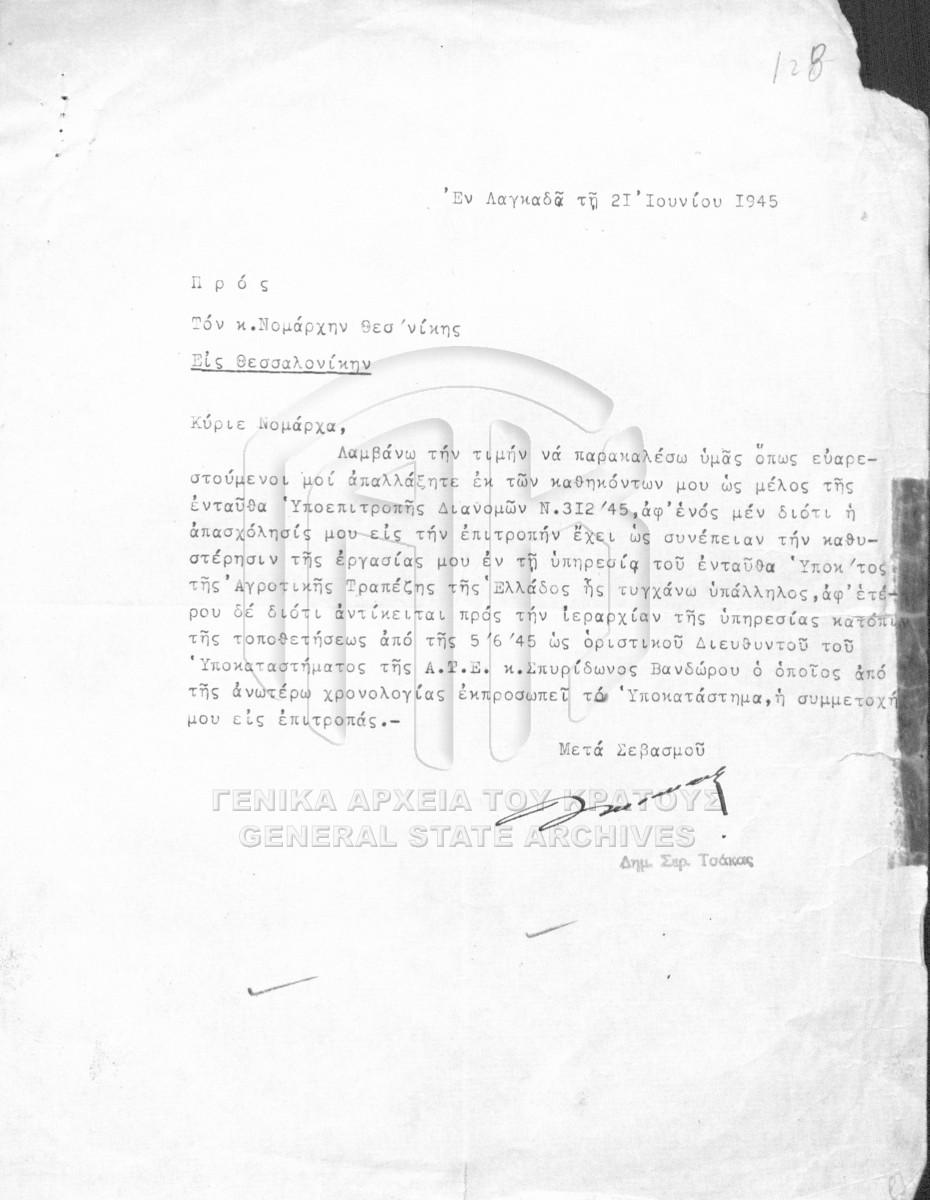 128
Ἐν Λαγκαδᾶ τῇ 2I Ἰουνίου I945
Π ρ ό ς
Τόν κ.Νομάρχην Θεσ/νίκης
Εἰς Θεσσαλονίκην
Κύριε Νομάρχα,
Λαμβάνω τήν τιμήν νά παρακαλέσω ὑμᾶς ὅπως εὐαρε-
στούμενοι μοί ἀπαλλάξητε ἐκ τῶν καθηκόντων μου ὡς μέλος τῆς
ἐνταῦθα Ὑποεπιτροπῆς Διανομῶν Ν.3I2/45,ἀφ'ἑνός μέν διότι ἡ
ἀπασχόλησίς μου εἰς τήν ἐπιτροπήν ἔχει ὡς συνέπειαν τήν καθυ-
στέρησιν τῆς ἐργασίας μου ἐν τῇ ὑπηρεσίᾳ τοῦ ἐνταῦθα Ὑποκ/τος
τῆς Ἀγροτικῆς Τραπέζης τῆς Ἑλλάδος ἧς τυγχάνω ὑπάλληλος,ἀφ'ἑτέ-
ρου δέ διότι ἀντίκειται πρός τήν ἱεραρχίαν τῆς ὑπηρεσίας κατόπιν
τῆς τοποθετήσεως ἀπό τῆς 5/6/45 ὡς ὁριστικοῦ Διευθυντοῦ τοῦ
Ὑποκαταστήματος τῆς Α.Τ.Ε. κ.Σπυρίδωνος Βανδώρου ὁ ὁποῖος ἀπό
τῆς ἀνωτέρω χρονολογίας ἐκπροσωπεῖ τό Ὑποκατάστημα,ἡ συμμετοχή
μου εἰς ἐπιτροπάς.-
Μετά Σεβασμοῦ
ΓΕΝΙΚΑ ΑΡΧΕΙΑ ΤΟΥ ΚΡΑΤΟΥΣ
GENERAL STATE ARCHIVES
Δημ. Σερ. Τσάκας